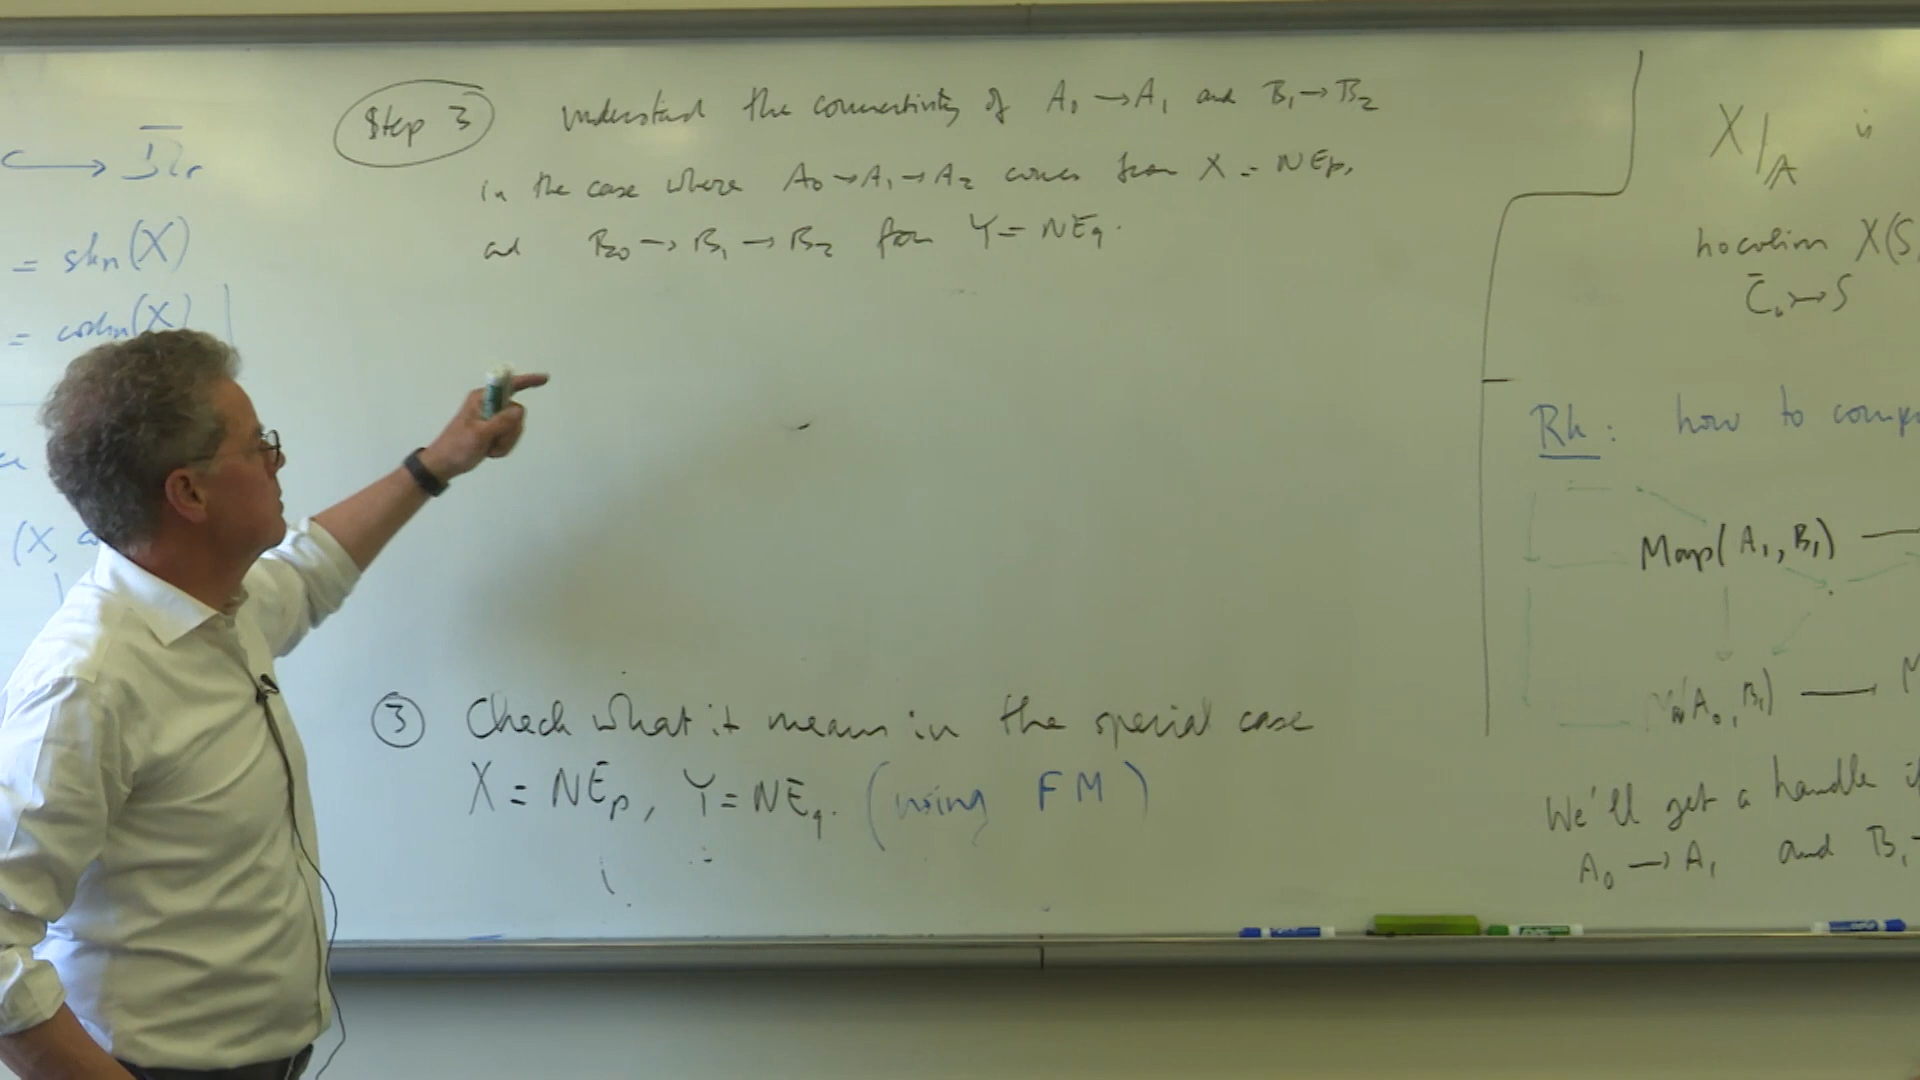 = skn(X)
= coskn(X)
(X,
Step 3 Understand the connectivity of A₀ → A₁ and B₁ → B₂
in the case where A₀ → A₁ → A₂ comes from X = NEp,
and B₀ → B₁ → B₂ from Y = NEq.
③ Check what it means in the special case
X = NEp, Y = NEq. (using FM)
X/A is
hocolim X(S,
C̄. ↣ S
Rk: how to comp
Map(A₁, B₁)
(A₀, B₁)
We'll get a handle
A₀ → A₁ and B₁